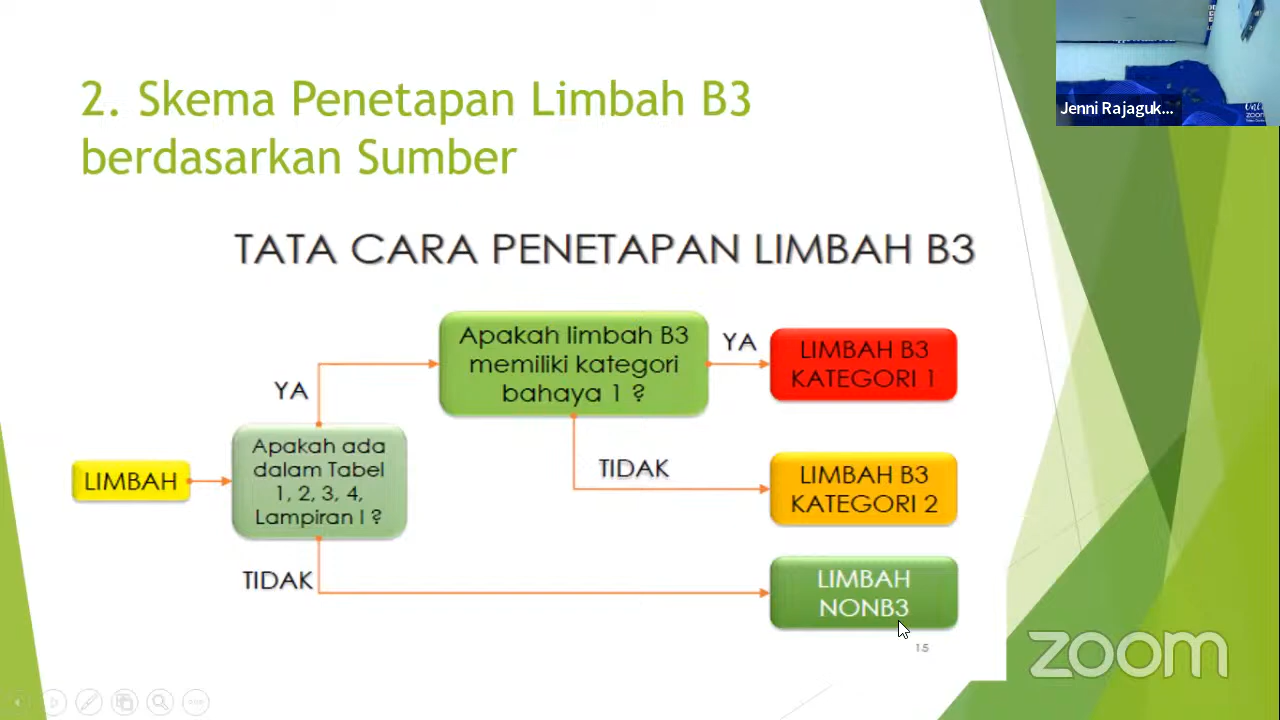 2. Skema Penetapan Limbah B3
berdasarkan Sumber
TATA CARA PENETAPAN LIMBAH B3
LIMBAH
Apakah ada
dalam Tabel
1, 2, 3, 4,
Lampiran I ?
YA
Apakah limbah B3
memiliki kategori
bahaya 1 ?
YA
LIMBAH B3
KATEGORI 1
TIDAK
LIMBAH B3
KATEGORI 2
TIDAK
LIMBAH
NONB3
15
Jenni Rajaguk...
zoom
zoom